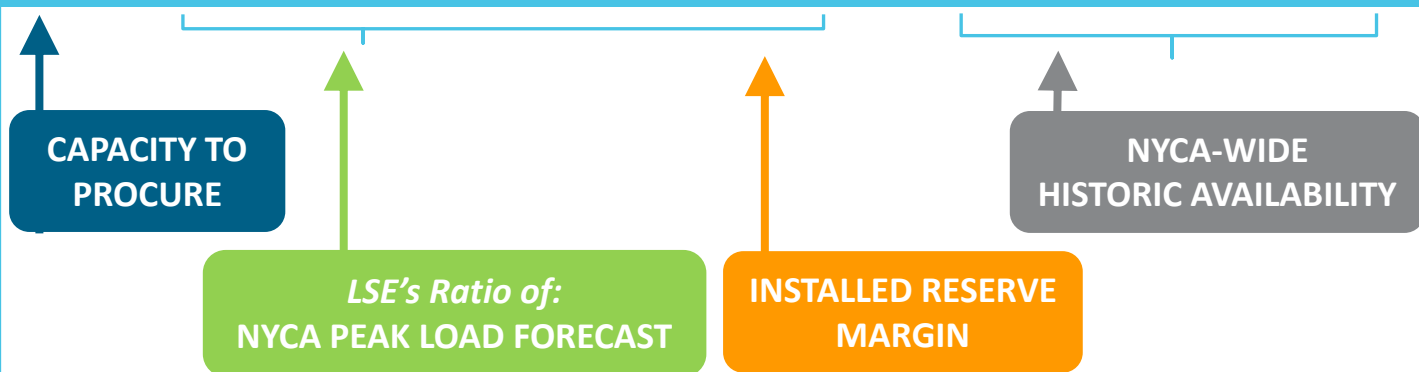 CAPACITY TO
PROCURE
NYCA-WIDE
HISTORIC AVAILABILITY
LSE's Ratio of:
NYCA PEAK LOAD FORECAST
INSTALLED RESERVE
MARGIN